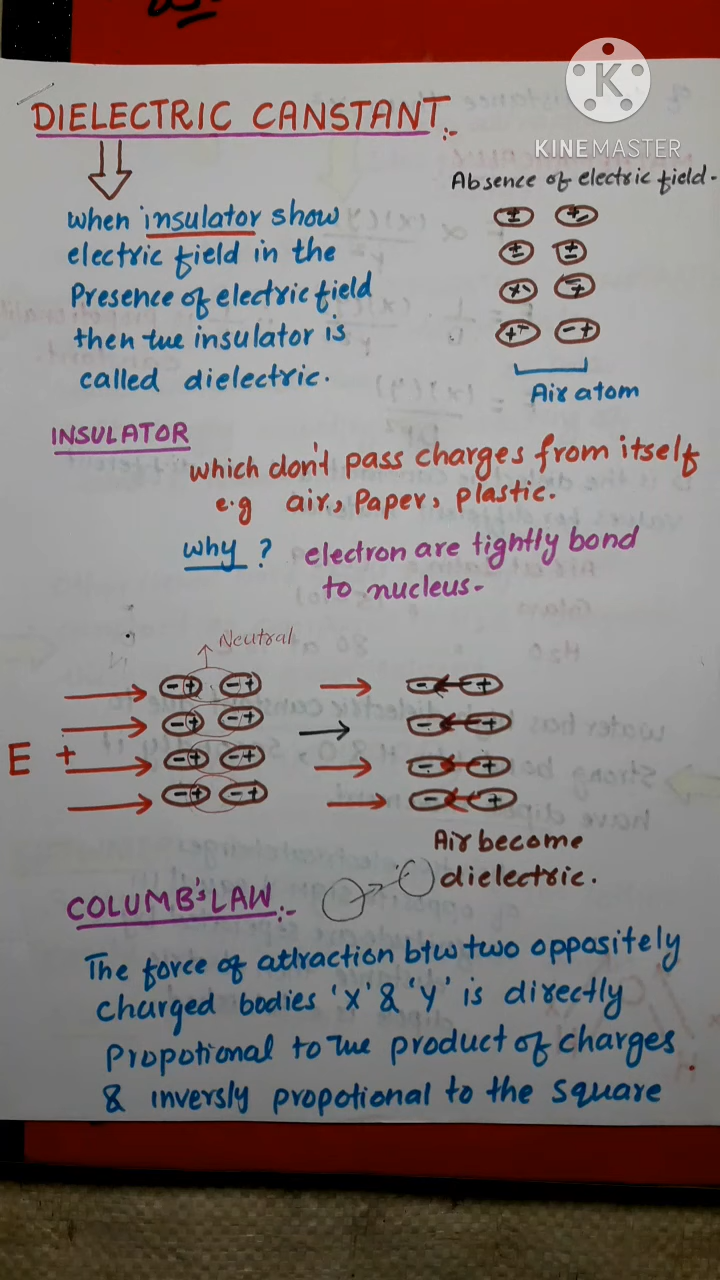 KINEMASTER
DIELECTRIC CANSTANT:-
Absence of electric field-
when insulator show
electric field in the
Presence of electric field
then the insulator is
called dielectric.
Air atom
INSULATOR
which don't pass charges from itself
e.g air, Paper, plastic.
why? electron are tightly bond
to nucleus-
Neutral
E +
Air become
dielectric.
COLUMB'S LAW:-
The force of attraction btw two oppositely
charged bodies 'X' & 'Y' is directly
Propotional to the product of charges
& inversly propotional to the square